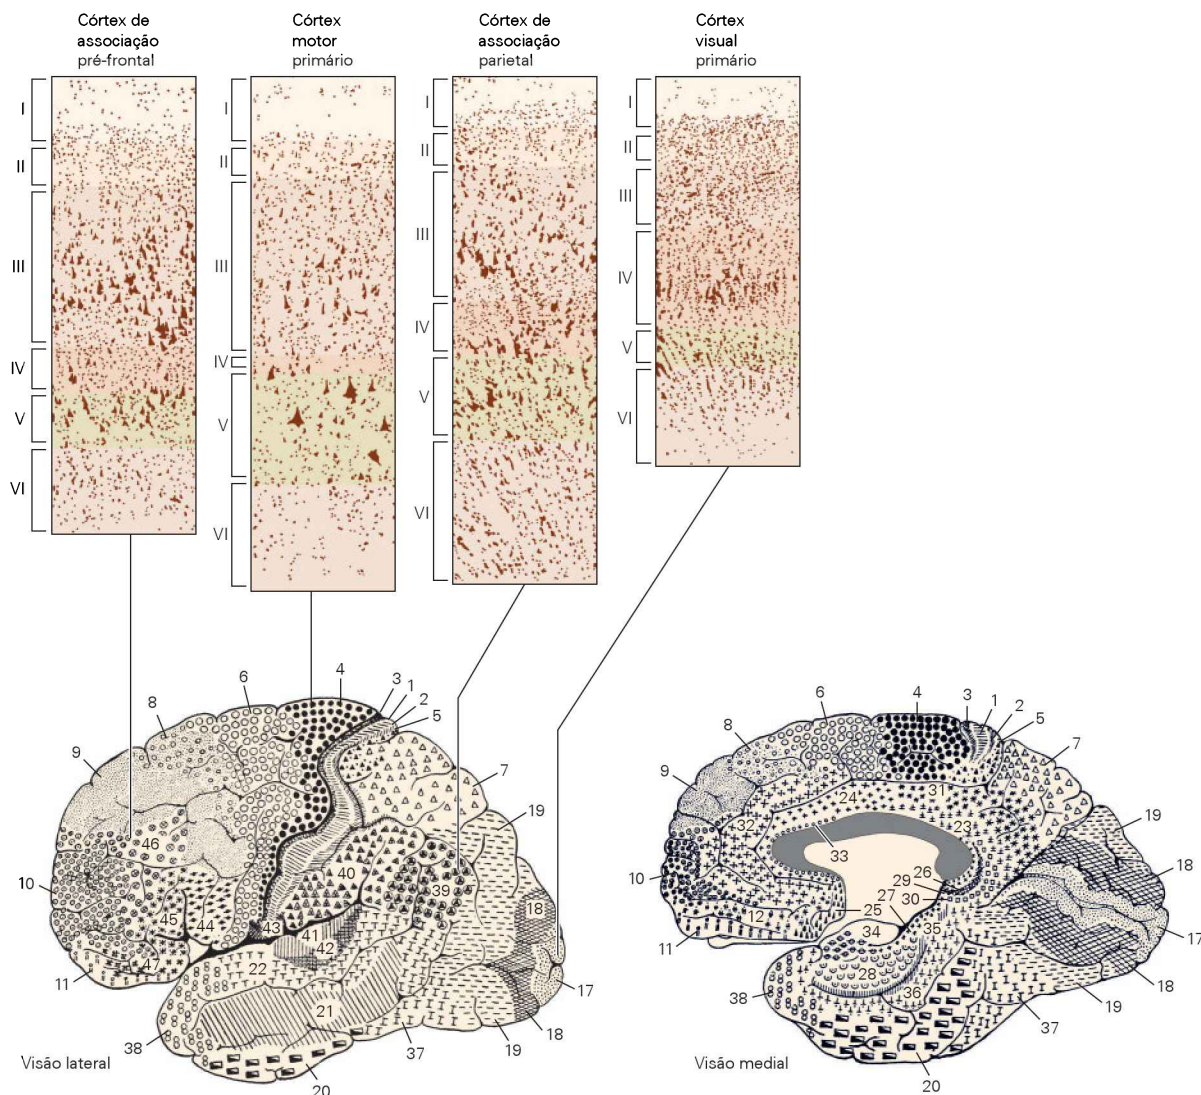 Córtex de
associação
pré-frontal
Córtex
motor
primário
Córtex de
associação
parietal
Córtex
visual
primário
I
II
III
IV
V
VI
I
II
III
IV
V
VI
I
II
III
IV
V
VI
I
II
III
IV
V
VI
4
6
3
1
8
2
5
9
7
19
46
40
39
10
18
45
44
43
41
42
47
22
11
17
21
18
38
19
37
Visão lateral
20
4
6
3
1
2
8
5
7
9
31
24
19
32
23
33
18
10
26
29
27
30
12
25
35
17
11
34
28
18
36
38
19
37
Visão medial
20